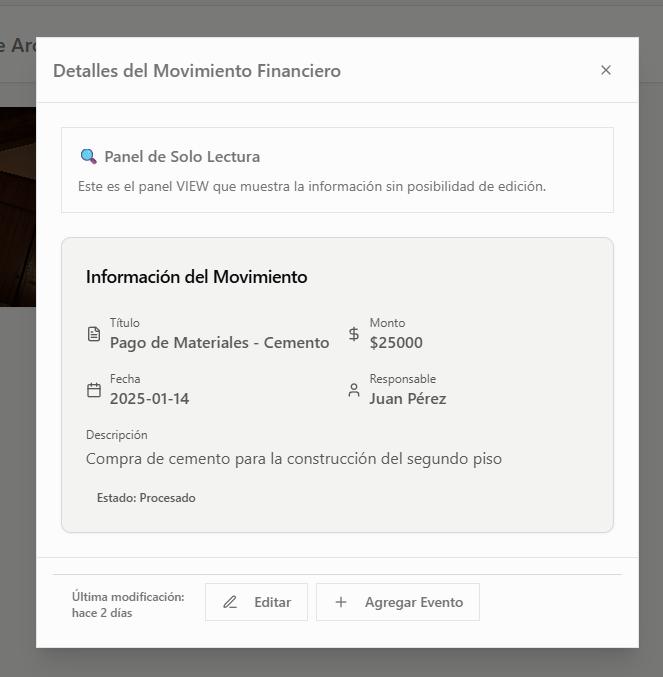 e Arc
Detalles del Movimiento Financiero
Panel de Solo Lectura
Este es el panel VIEW que muestra la información sin posibilidad de edición.
Información del Movimiento
Título
Pago de Materiales - Cemento
Monto
$25000
Fecha
2025-01-14
Responsable
Juan Pérez
Descripción
Compra de cemento para la construcción del segundo piso
Estado: Procesado
Última modificación:
hace 2 días
Editar
Agregar Evento